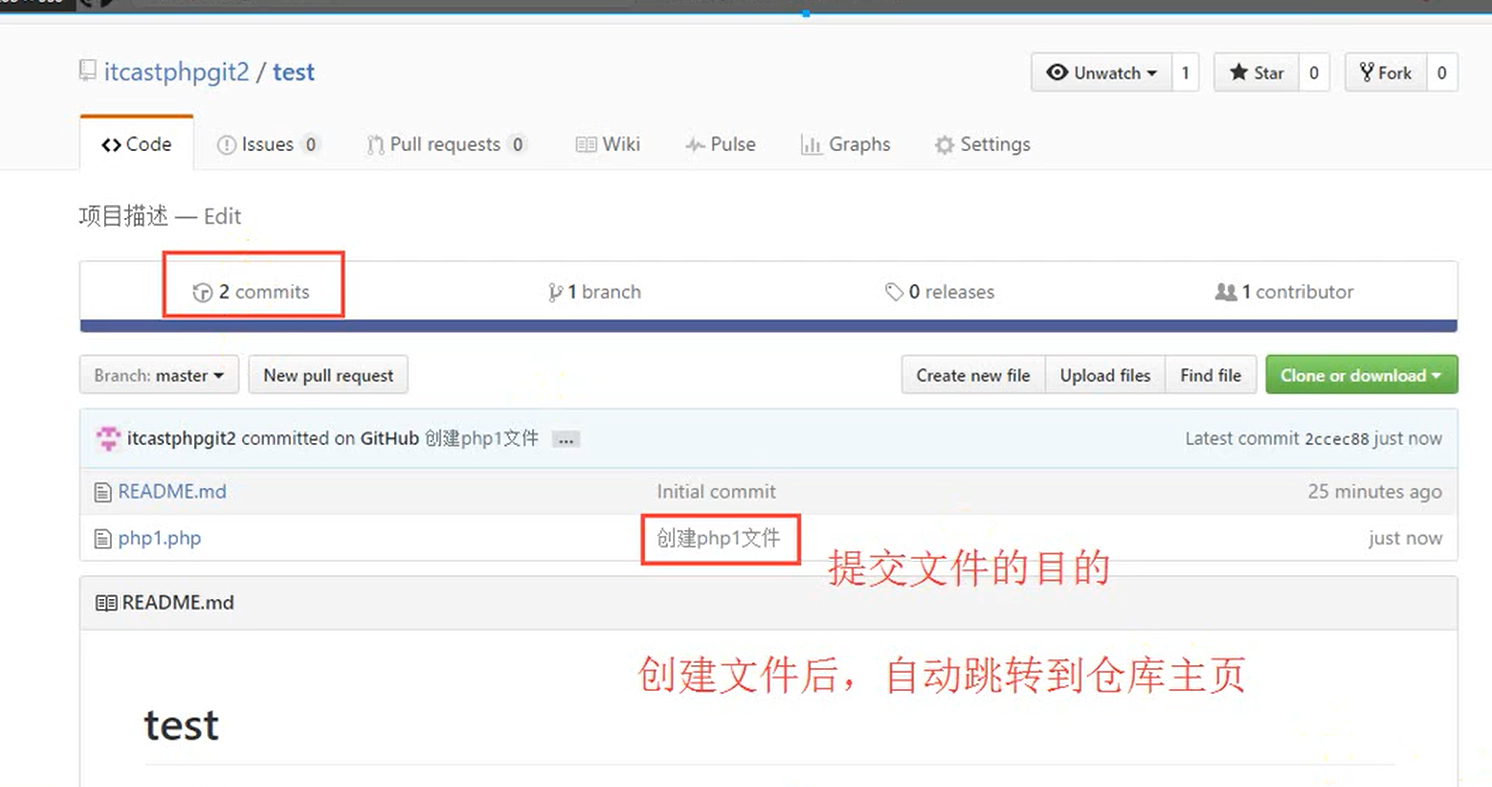 itcastphpgit2 / test
Unwatch 1 Star 0 Fork 0
Code Issues 0 Pull requests 0 Wiki Pulse Graphs Settings
项目描述 — Edit
2 commits 1 branch 0 releases 1 contributor
Branch: master New pull request Create new file Upload files Find file Clone or download
itcastphpgit2 committed on GitHub 创建php1文件 ... Latest commit 2ccec88 just now
README.md Initial commit 25 minutes ago
php1.php 创建php1文件 just now
提交文件的目的
README.md
创建文件后，自动跳转到仓库主页
test